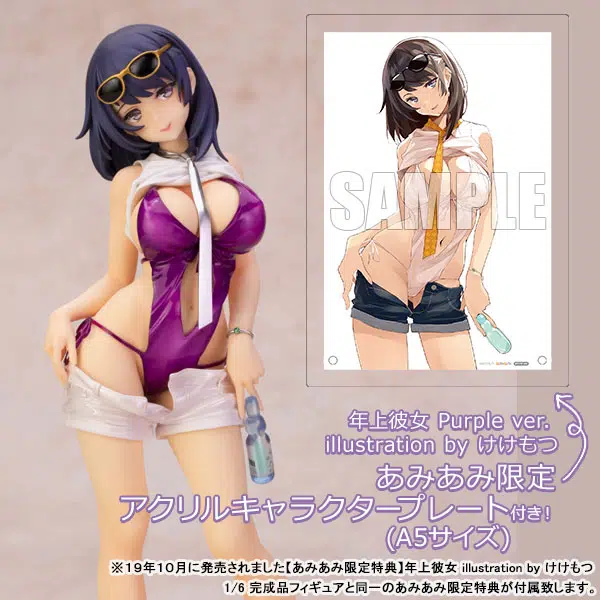 SAMPLE
年上彼女 Purple ver.
illustration by けけもつ
あみあみ限定
アクリルキャラクタープレート付き!
(A5サイズ)
※19年10月に発売されました【あみあみ限定特典】年上彼女 illustration by けけもつ
1/6 完成品フィギュアと同一のあみあみ限定特典が付属致します。